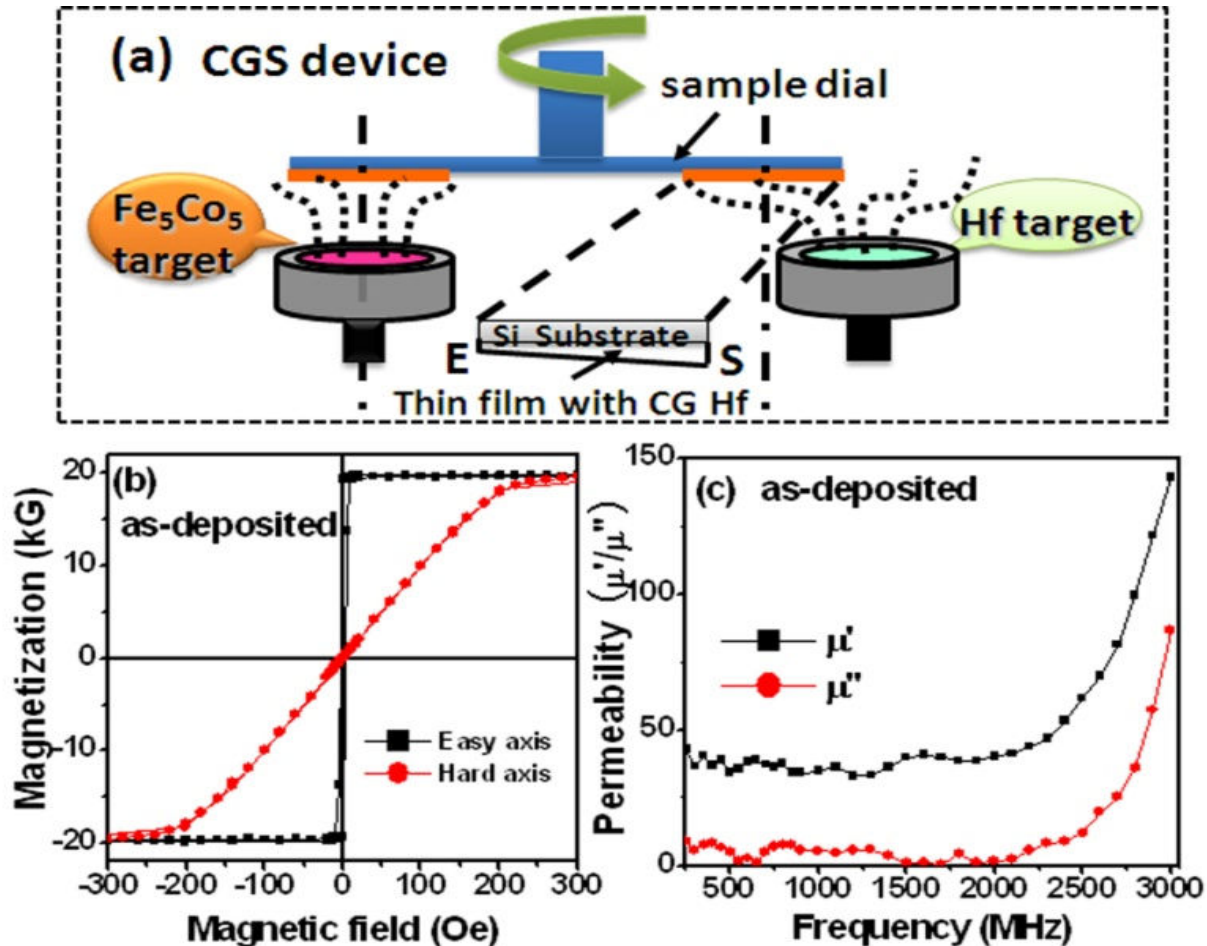 (a) CGS device
sample dial
Fe₅Co₅
target
Hf target
Si Substrate
E
S
Thin film with CG Hf
(b)
as-deposited
Magnetization (kG)
20
10
0
-10
-20
Easy axis
Hard axis
-300 -200 -100 0 100 200 300
Magnetic field (Oe)
(c) as-deposited
Permeability (μ'/μ")
150
100
50
0
μ'
μ"
500 1000 1500 2000 2500 3000
Frequency (MHz)